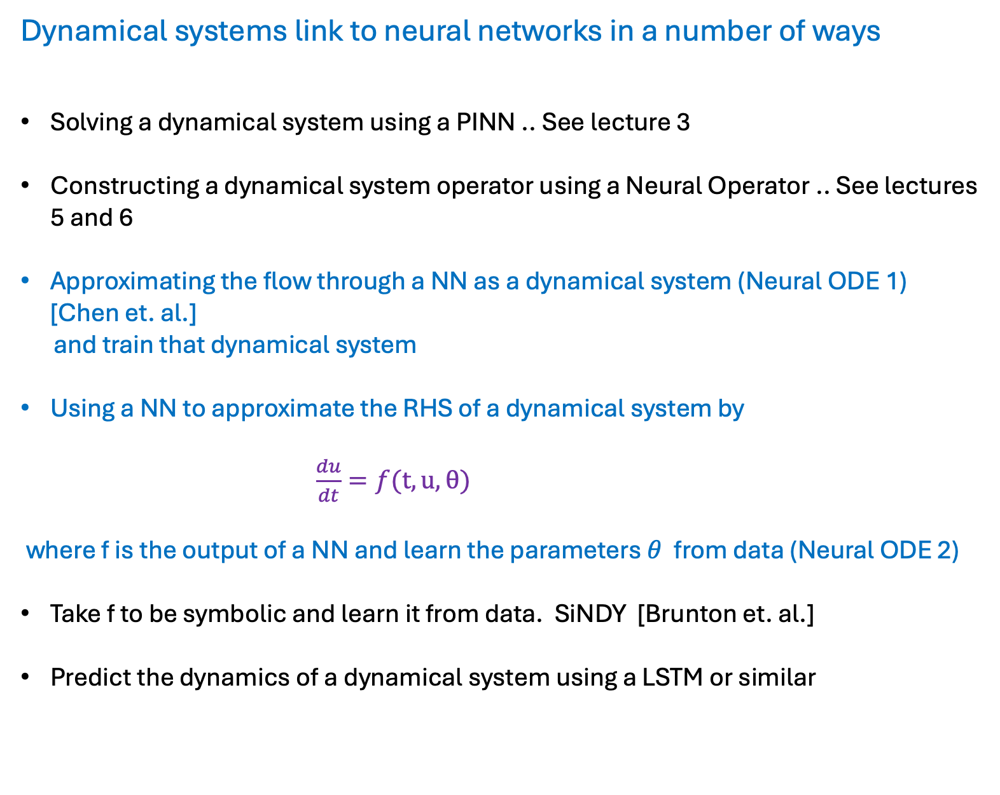 Dynamical systems link to neural networks in a number of ways
• Solving a dynamical system using a PINN .. See lecture 3
• Constructing a dynamical system operator using a Neural Operator .. See lectures
5 and 6
• Approximating the flow through a NN as a dynamical system (Neural ODE 1)
[Chen et. al.]
and train that dynamical system
• Using a NN to approximate the RHS of a dynamical system by
du/dt = f(t, u, θ)
where f is the output of a NN and learn the parameters θ from data (Neural ODE 2)
• Take f to be symbolic and learn it from data. SiNDY [Brunton et. al.]
• Predict the dynamics of a dynamical system using a LSTM or similar